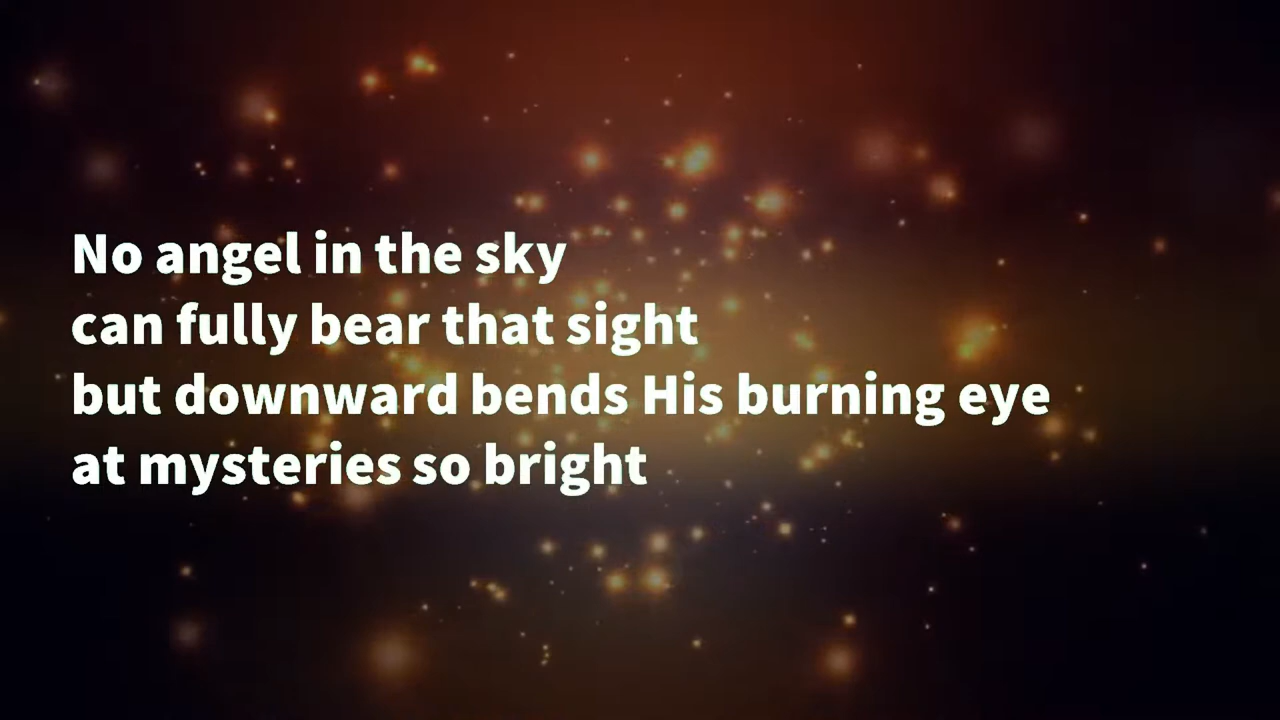 No angel in the sky
can fully bear that sight
but downward bends His burning eye
at mysteries so bright